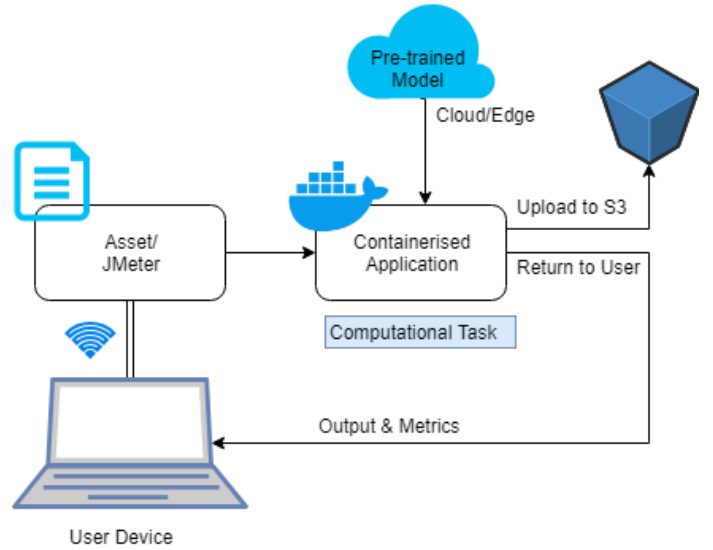 Pre-trained
Model
Cloud/Edge
Asset/
JMeter
Containerised
Application
Upload to S3
Return to User
Computational Task
Output & Metrics
User Device